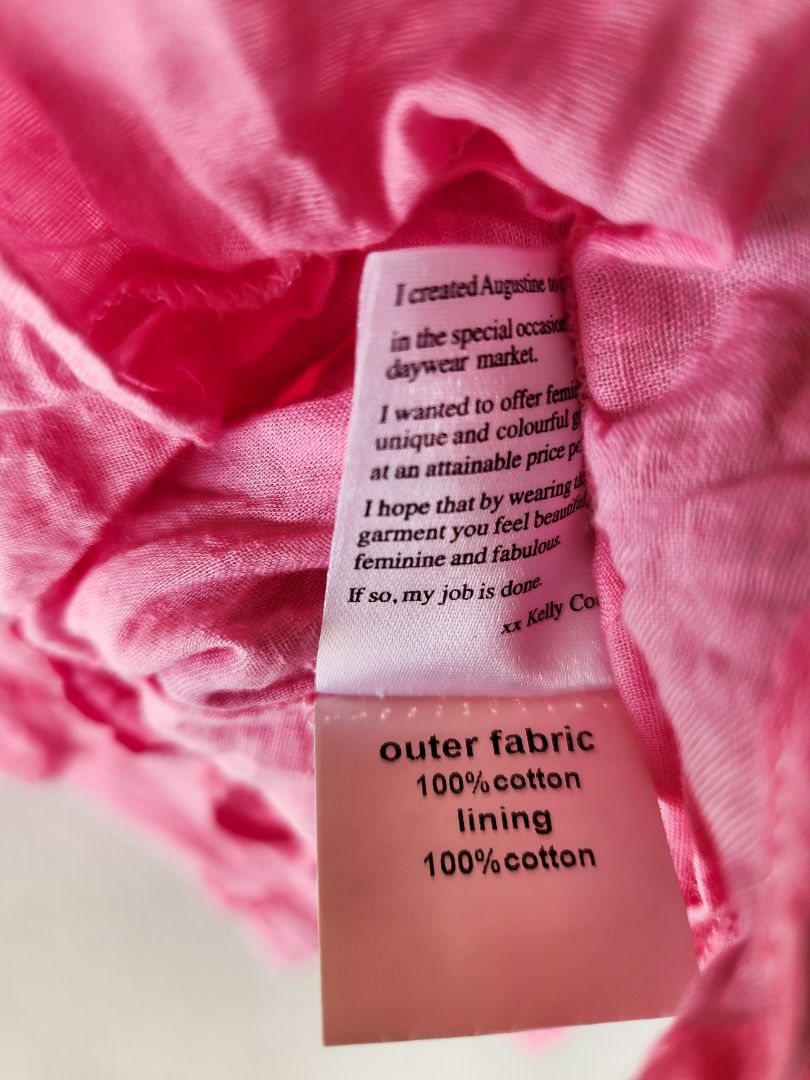 I created Augustine to
in the special occasion
daywear market.
I wanted to offer
unique and colourful
at an attainable price
I hope that by wearing
garment you feel beautiful,
feminine and fabulous.
If so, my job is done.
xx Kelly
outer fabric
100%cotton
lining
100%cotton